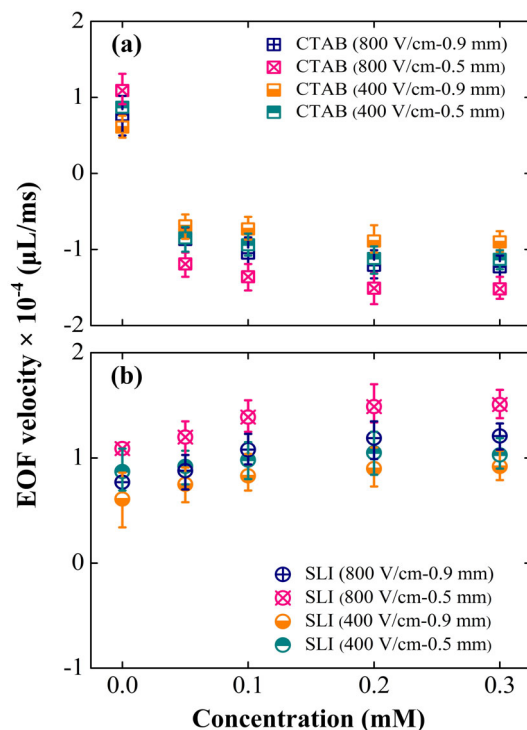 (a)
CTAB (800 V/cm-0.9 mm)
CTAB (800 V/cm-0.5 mm)
CTAB (400 V/cm-0.9 mm)
CTAB (400 V/cm-0.5 mm)
2
1
0
-1
-2
EOF velocity × 10⁻⁴ (µL/ms)
(b)
2
1
0
-1
SLI (800 V/cm-0.9 mm)
SLI (800 V/cm-0.5 mm)
SLI (400 V/cm-0.9 mm)
SLI (400 V/cm-0.5 mm)
0.0 0.1 0.2 0.3
Concentration (mM)